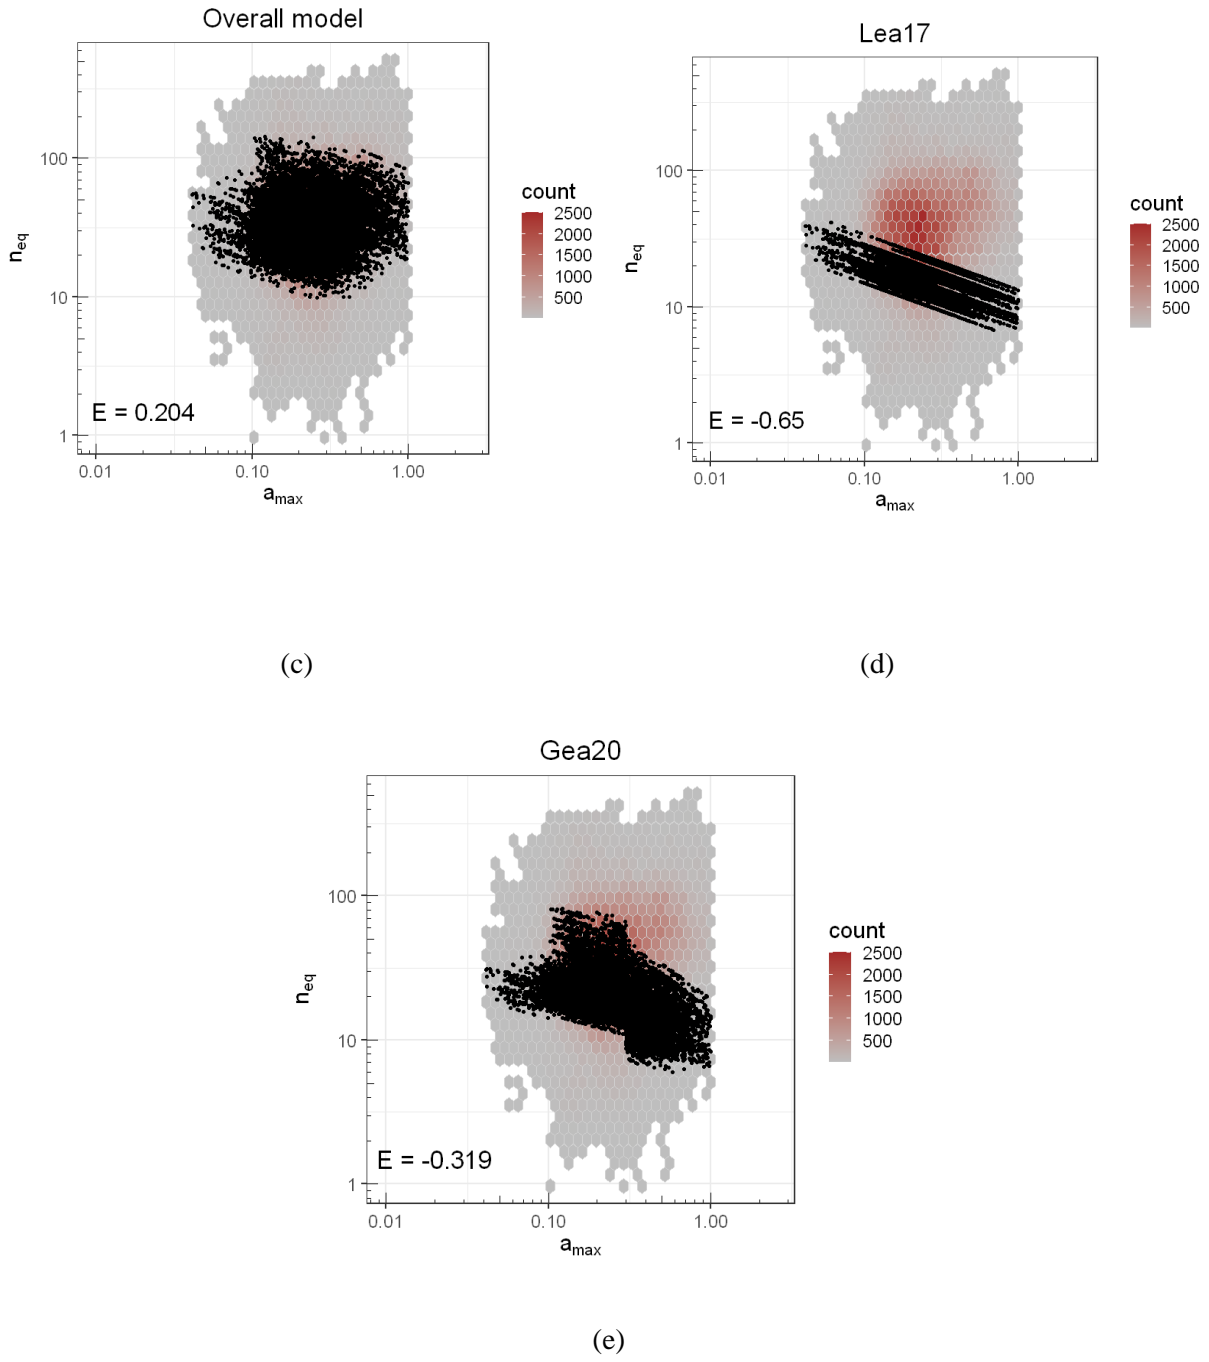 Overall model
100
10
1
n_eq
E = 0.204
0.01 0.10 1.00
a_max
count
2500
2000
1500
1000
500
(c)
Lea17
100
10
1
n_eq
E = -0.65
0.01 0.10 1.00
a_max
count
2500
2000
1500
1000
500
(d)
Gea20
100
10
1
n_eq
E = -0.319
0.01 0.10 1.00
a_max
count
2500
2000
1500
1000
500
(e)